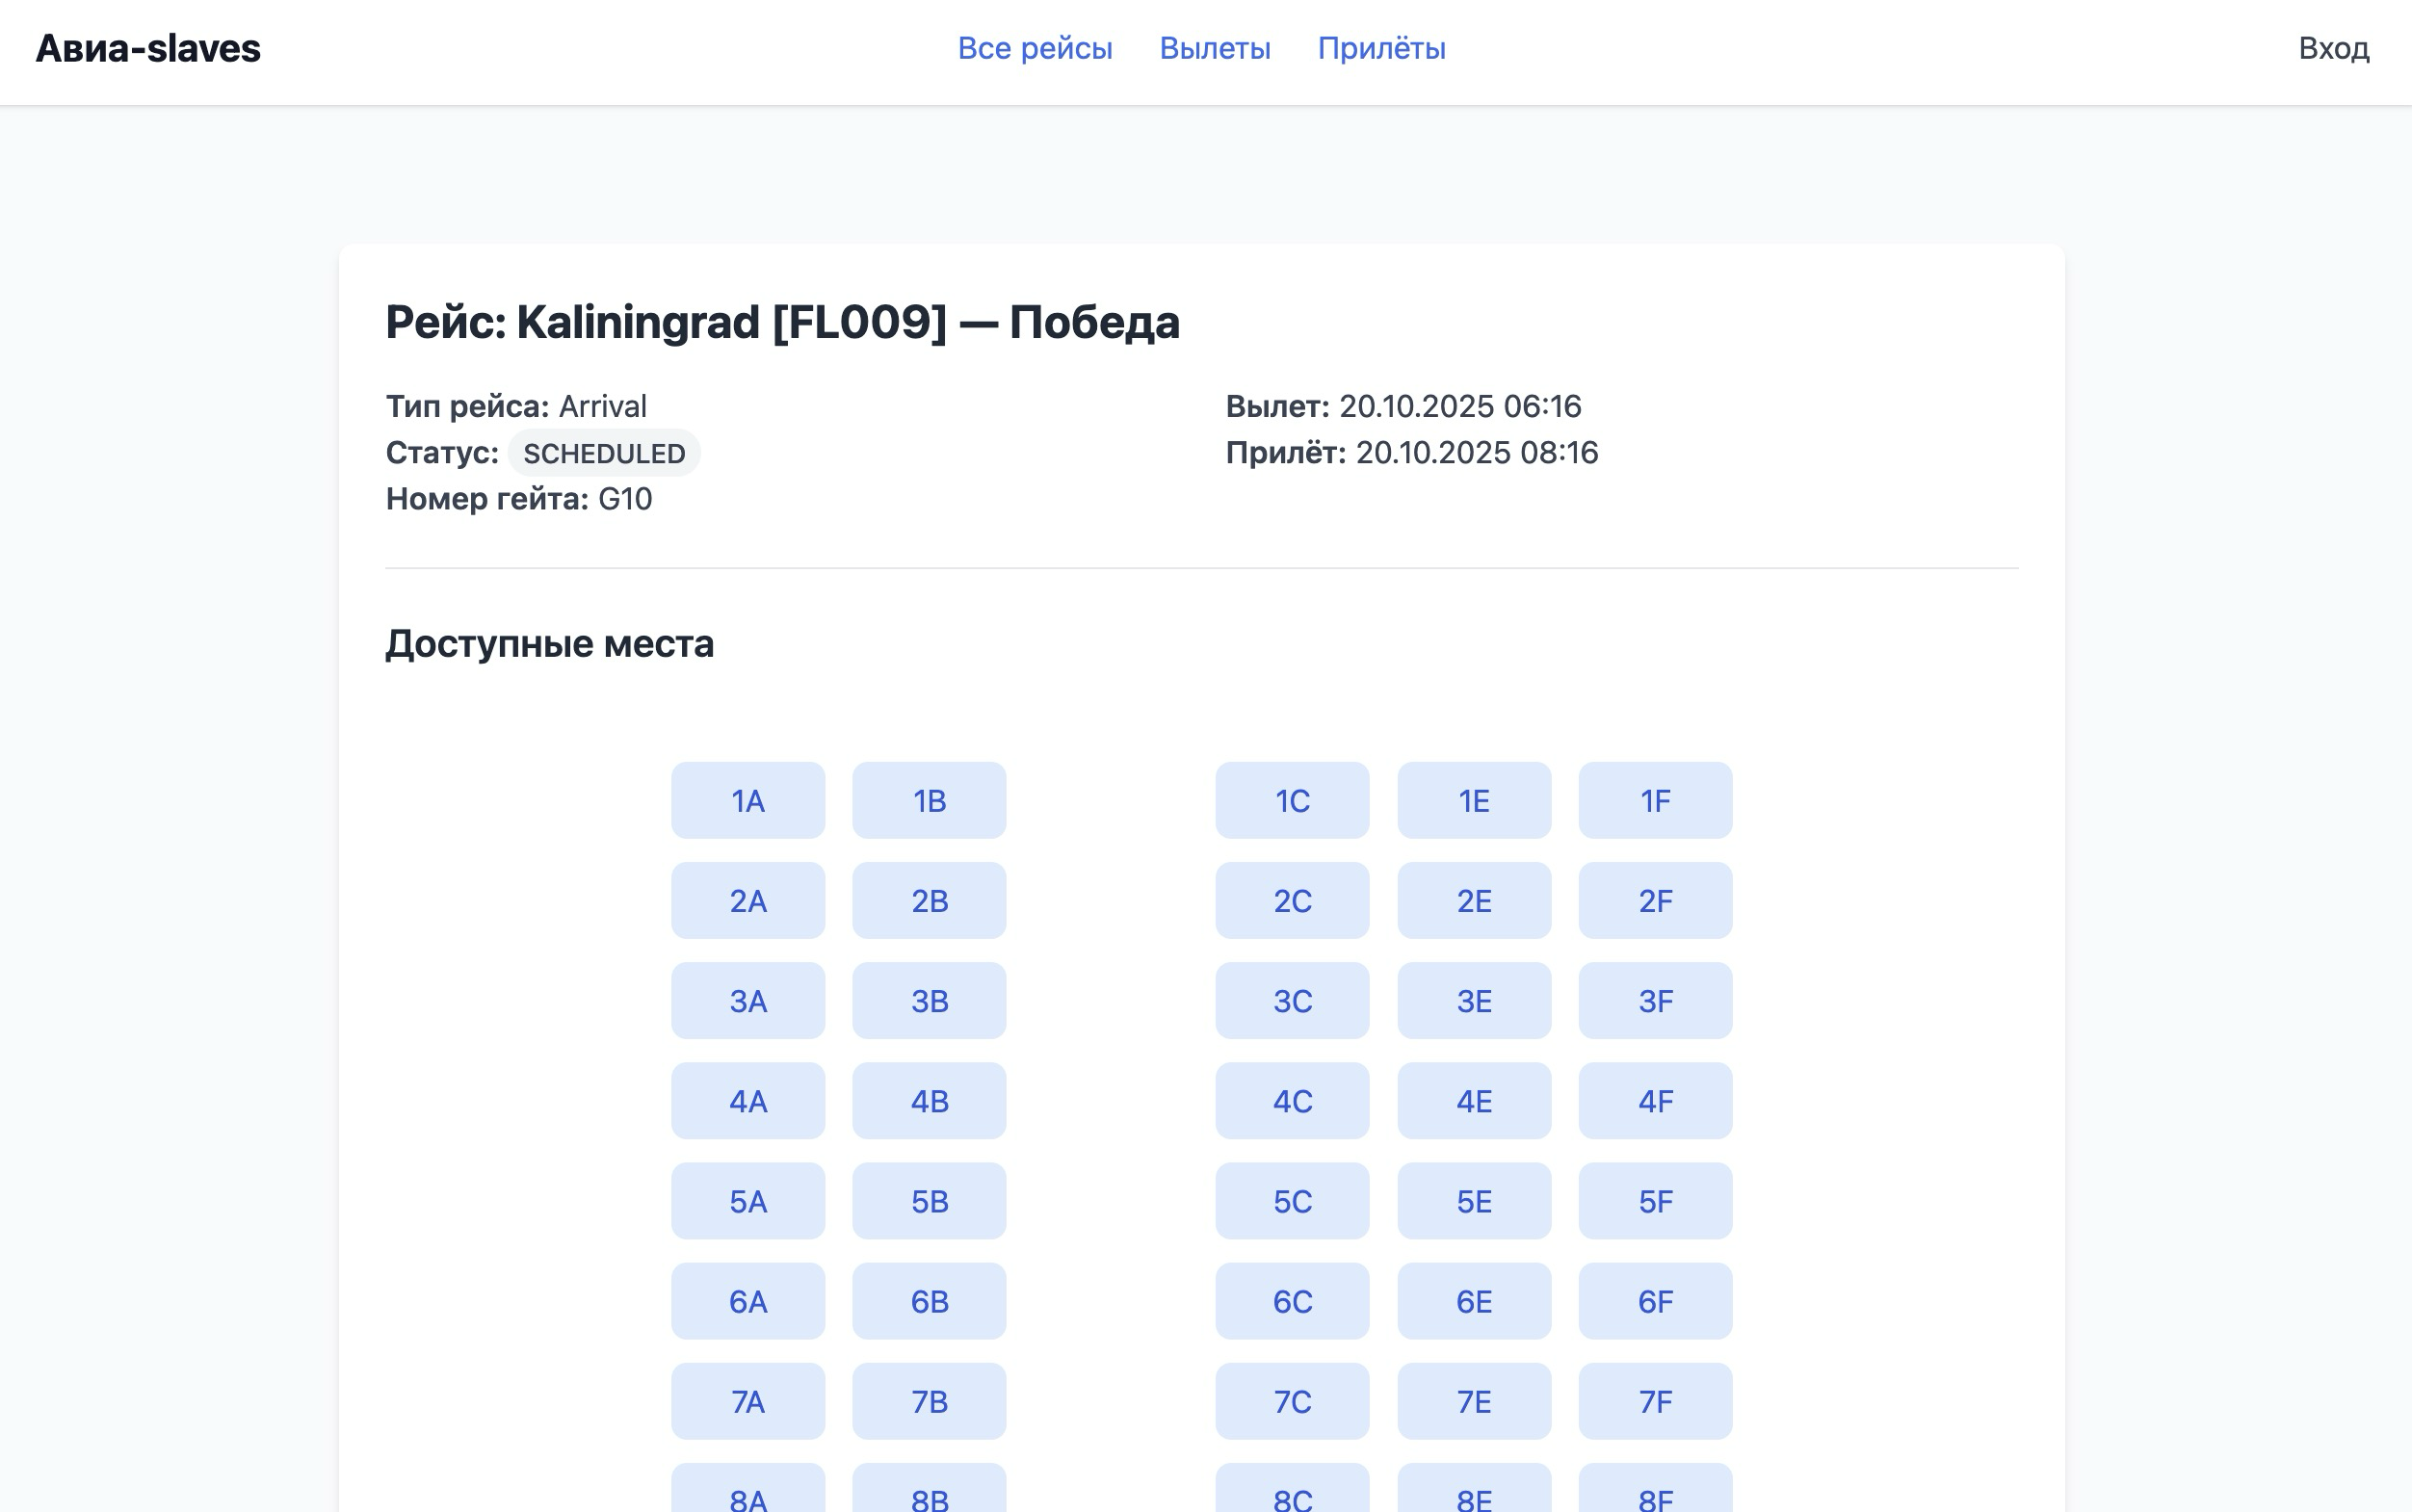 Авиа-slaves Все рейсы Вылеты Прилёты Вход
Рейс: Kaliningrad [FL009] — Победа
Тип рейса: Arrival
Статус: SCHEDULED
Номер гейта: G10
Вылет: 20.10.2025 06:16
Прилёт: 20.10.2025 08:16
Доступные места
1A 1B 1C 1E 1F
2A 2B 2C 2E 2F
3A 3B 3C 3E 3F
4A 4B 4C 4E 4F
5A 5B 5C 5E 5F
6A 6B 6C 6E 6F
7A 7B 7C 7E 7F
8A 8B 8C 8E 8F